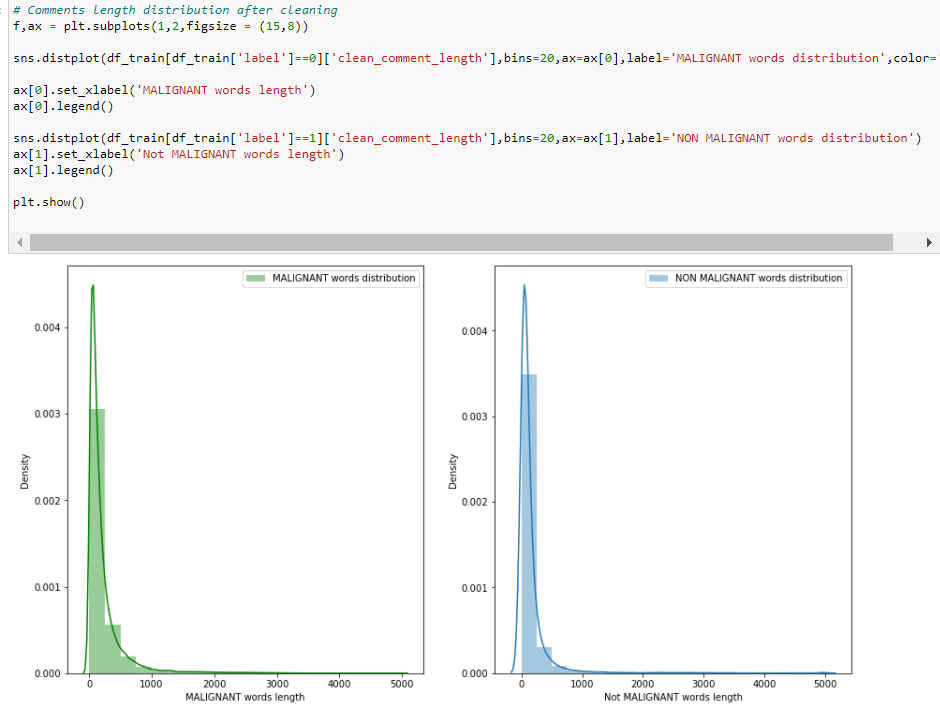 # Comments Length distribution after cleaning
f,ax = plt.subplots(1,2,figsize = (15,8))
sns.distplot(df_train[df_train['label']==0]['clean_comment_length'],bins=20,ax=ax[0],label='MALIGNANT words distribution',color='
ax[0].set_xlabel('MALIGNANT words length')
ax[0].legend()
sns.distplot(df_train[df_train['label']==1]['clean_comment_length'],bins=20,ax=ax[1],label='NON MALIGNANT words distribution')
ax[1].set_xlabel('Not MALIGNANT words length')
ax[1].legend()
plt.show()
MALIGNANT words distribution
0.004
0.003
0.002
0.001
0.000
Density
0 1000 2000 3000 4000 5000
MALIGNANT words length
NON MALIGNANT words distribution
0.004
0.003
0.002
0.001
0.000
Density
0 1000 2000 3000 4000 5000
Not MALIGNANT words length